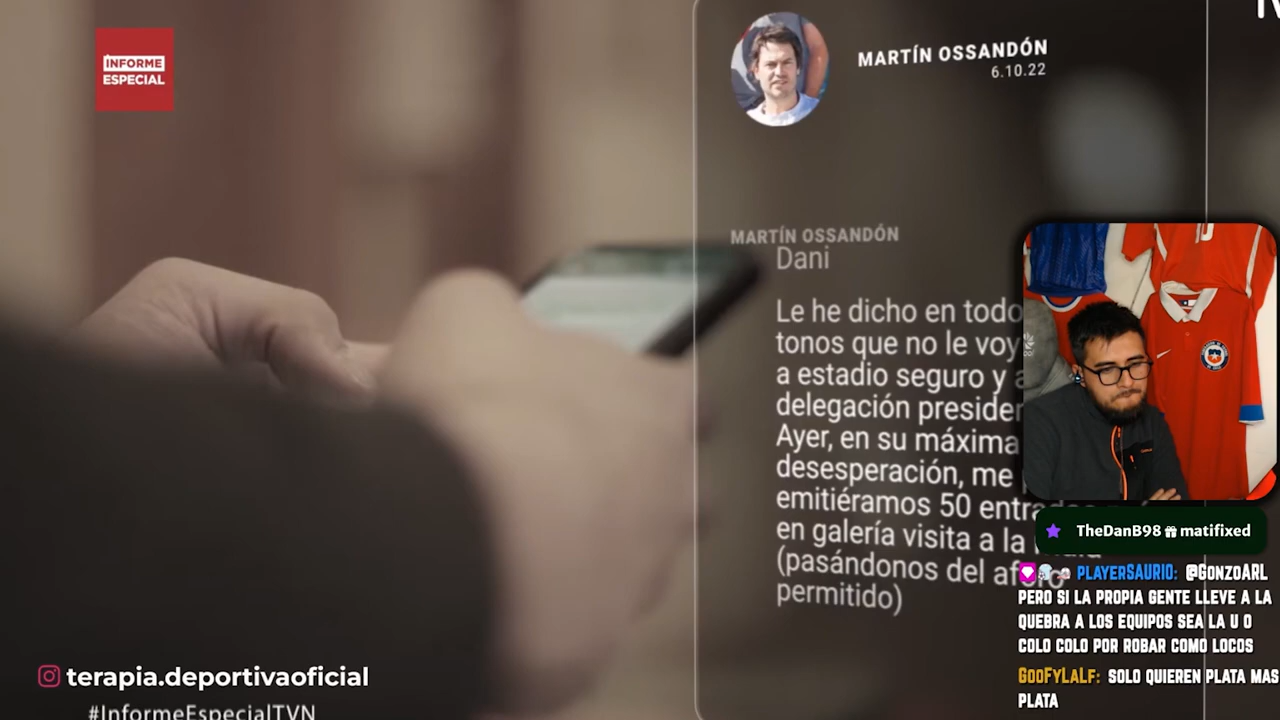 INFORME
ESPECIAL
MARTÍN OSSANDÓN
6.10.22
MARTÍN OSSANDÓN
Dani
Le he dicho en todo
tonos que no le voy
a estadio seguro y a
delegación presiden
Ayer, en su máxima
desesperación, me
emitiéramos 50 entradas
en galería visita a la
(pasándonos del aforo
permitido)
TheDanB98 matifixed
PLAYERSAURIO: @GONZOARL
PERO SI LA PROPIA GENTE LLEVE A LA
QUEBRA A LOS EQUIPOS SEA LA U O
COLO COLO POR ROBAR COMO LOCOS
GOOFYLALF: SOLO QUIEREN PLATA MAS
PLATA
terapia.deportivaoficial
#InformeEspecialTVN